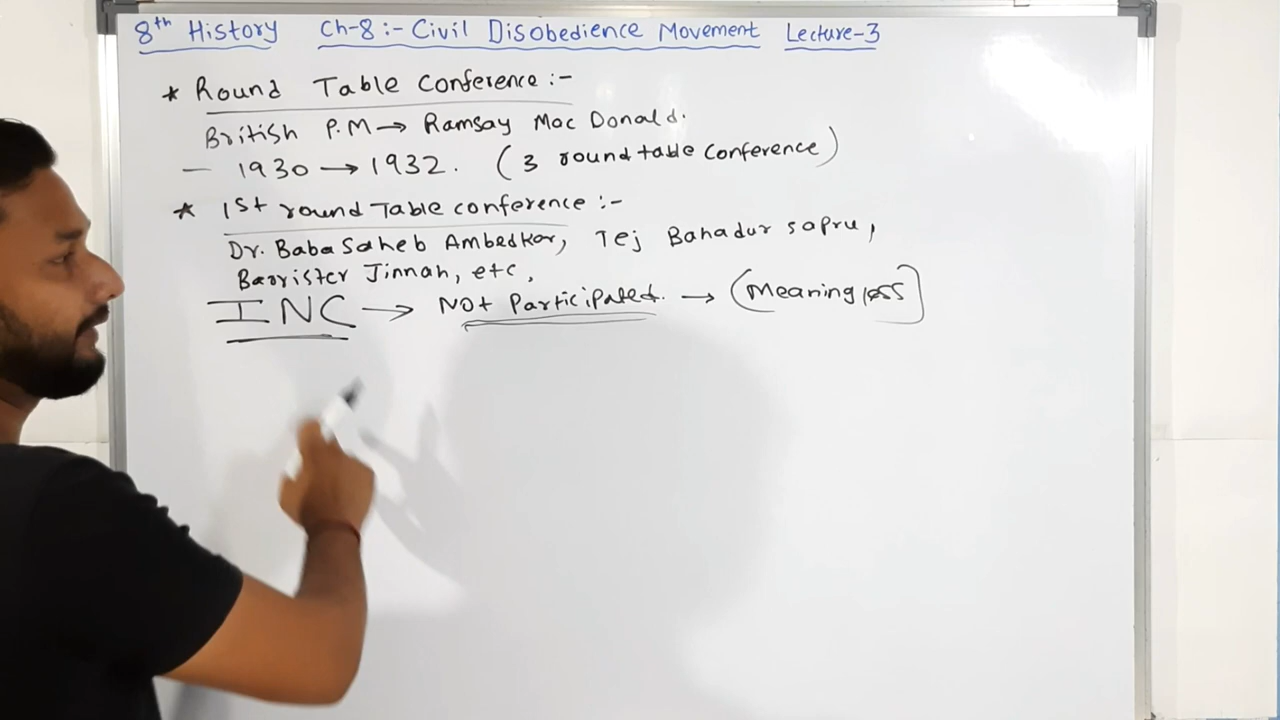 8th History Ch-8:- Civil Disobedience Movement Lecture-3
* Round Table Conference:-
British P.M → Ramsay Mac Donald.
— 1930 → 1932. (3 round table conference)
* 1st round Table conference :-
Dr. Baba Saheb Ambedkar, Tej Bahadur sapru,
Barrister Jinnah, etc,
INC → Not Participated. → (Meaningless)